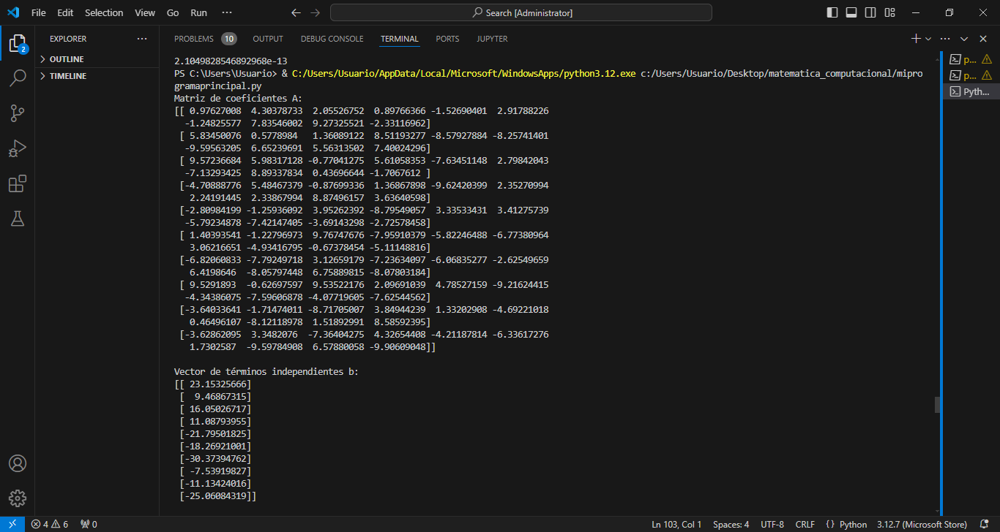 File Edit Selection View Go Run ··· Search [Administrator]
EXPLORER ···
OUTLINE
TIMELINE
2
PROBLEMS 10 OUTPUT DEBUG CONSOLE TERMINAL PORTS JUPYTER
2.1049828546892968e-13
PS C:\Users\Usuario> & C:/Users/Usuario/AppData/Local/Microsoft/WindowsApps/python3.12.exe c:/Users/Usuario/Desktop/matematica_computacional/mipro
gramaprincipal.py
Matriz de coeficientes A:
[[ 0.97627008  4.30378733  2.05526752  0.89766366 -1.52690401  2.91788226
  -1.24825577  7.83546002  9.27325521 -2.33116962]
 [ 5.83450076  0.5778984   1.36089122  8.51193277 -8.57927884 -8.25741401
  -9.59563205  6.65239691  5.56313502  7.40024296]
 [ 9.57236684  5.98317128 -0.77041275  5.61058353 -7.63451148  2.79842043
  -7.13293425  8.89337834  0.43696644 -1.7067612 ]
 [-4.70888776  5.48467379 -0.87699336  1.36867898 -9.62420399  2.35270994
   2.24191445  2.33867994  8.87496157  3.63640598]
 [-2.80984199 -1.25936092  3.95262392 -8.79549057  3.33533431  3.41275739
  -5.79234878 -7.42147405 -3.69143298 -2.72578458]
 [ 1.40393541 -1.22796973  9.76747676 -7.95910379 -5.82246488 -6.77380964
   3.06216651 -4.93416795 -0.67378454 -5.11148816]
 [-6.82060833 -7.79249718  3.12659179 -7.23634097 -6.06835277 -2.62549659
   6.4198646  -8.05797448  6.75889815 -8.07803184]
 [ 9.5291893  -0.62697597  9.53522176  2.09691039  4.78527159 -9.21624415
  -4.34386075 -7.59606878 -4.07719605 -7.62544562]
 [-3.64033641 -1.71474011 -8.71705007  3.84944239  1.33202908 -4.69221018
   0.46496107 -8.12118978  1.51892991  8.58592395]
 [-3.62862095  3.3482076  -7.36404275  4.32654408 -4.21187814 -6.33617276
   1.7302587  -9.59784908  6.57880058 -9.90609048]]
Vector de términos independientes b:
[[ 23.15325666]
 [  9.46867315]
 [ 16.05026717]
 [ 11.08793955]
 [-21.79501825]
 [-18.26921001]
 [-30.37394762]
 [ -7.53919827]
 [-11.13424016]
 [-25.06084319]]
p...
p...
Pyth...
4 6 0 Ln 103, Col 1 Spaces: 4 UTF-8 CRLF {} Python 3.12.7 (Microsoft Store)